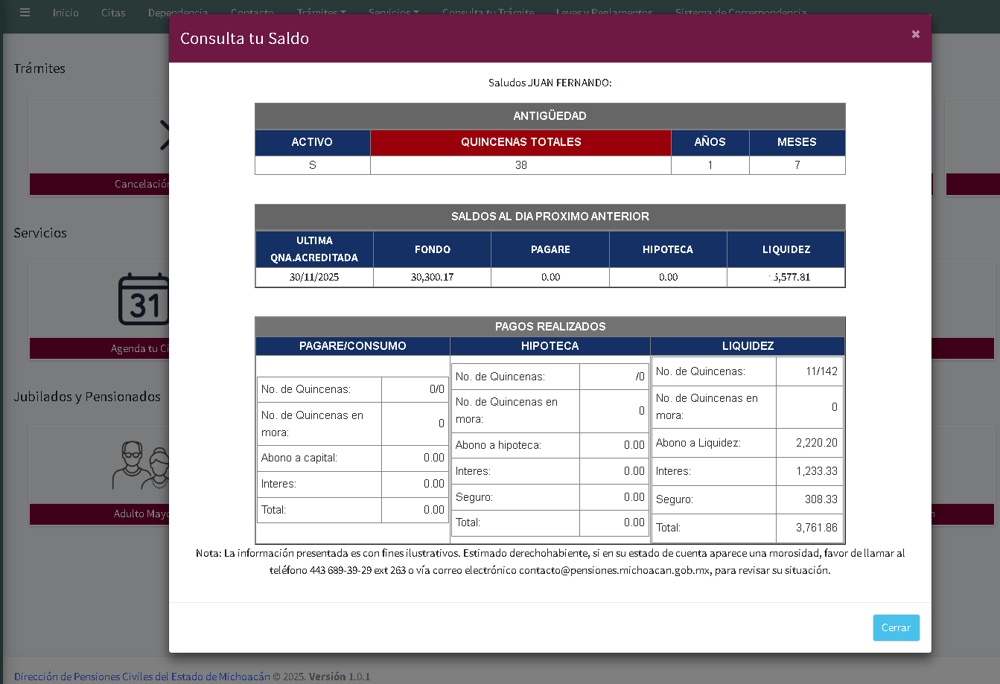 Inicio Citas Dependencia Contacto Trámites Servicios Consulta tu Trámite Leyes y Reglamentos Sistema de Correspondencia
Consulta tu Saldo
×
Trámites
Saludos JUAN FERNANDO:
ANTIGÜEDAD
ACTIVO QUINCENAS TOTALES AÑOS MESES
S 38 1 7
Cancelación
SALDOS AL DIA PROXIMO ANTERIOR
Servicios
ULTIMA
QNA.ACREDITADA FONDO PAGARE HIPOTECA LIQUIDEZ
30/11/2025 30,300.17 0.00 0.00
31
PAGOS REALIZADOS
PAGARE/CONSUMO HIPOTECA LIQUIDEZ
Agenda tu Ci
No. de Quincenas: 0/0
No. de Quincenas en
mora: 0
Abono a capital: 0.00
Interes: 0.00
Total: 0.00
No. de Quincenas: /0
No. de Quincenas en
mora: 0
Abono a hipoteca: 0.00
Interes: 0.00
Seguro: 0.00
Total: 0.00
No. de Quincenas: 11/142
No. de Quincenas en
mora: 0
Abono a Liquidez: 2,220.20
Interes: 1,233.33
Seguro: 308.33
Total: 3,761.86
Jubilados y Pensionados
Adulto Mayo
Nota: La información presentada es con fines ilustrativos. Estimado derechohabiente, si en su estado de cuenta aparece una morosidad, favor de llamar al
teléfono 443 689-39-29 ext 263 o vía correo electrónico contacto@pensiones.michoacan.gob.mx, para revisar su situación.
Cerrar
Dirección de Pensiones Civiles del Estado de Michoacán © 2025. Versión 1.0.1